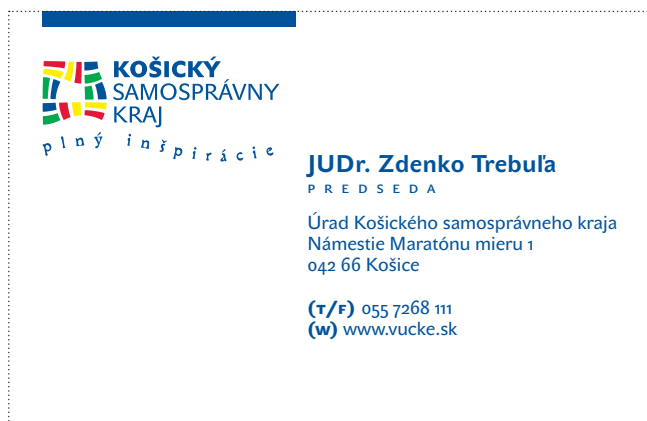 KOŠICKÝ
SAMOSPRÁVNY
KRAJ
plný inšpirácie
JUDr. Zdenko Trebuľa
PREDSEDA
Úrad Košického samosprávneho kraja
Námestie Maratónu mieru 1
042 66 Košice
(T/F) 055 7268 111
(W) www.vucke.sk